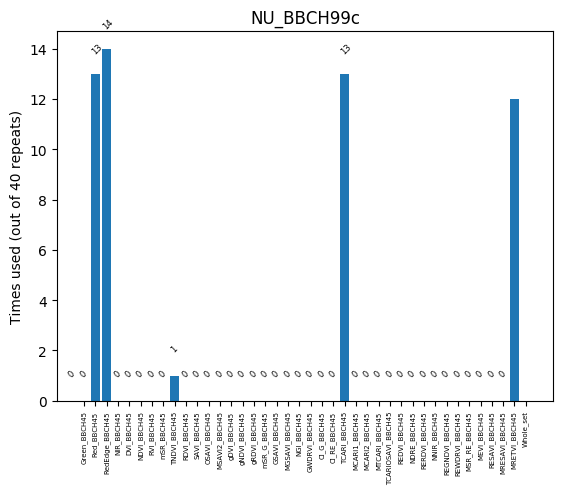 NU_BBCH99c
Times used (out of 40 repeats)
14
12
10
8
6
4
2
0
0
0
13
14
0
0
0
0
0
1
0
0
0
0
0
0
0
0
0
0
0
0
0
0
13
0
0
0
0
0
0
0
0
0
0
0
0
0
0
Green_BBCH45
Red_BBCH45
RedEdge_BBCH45
NIR_BBCH45
DVI_BBCH45
NDVI_BBCH45
RVI_BBCH45
mSR_BBCH45
TNDVI_BBCH45
RDVI_BBCH45
SAVI_BBCH45
OSAVI_BBCH45
MSAVI2_BBCH45
gDVI_BBCH45
gNDVI_BBCH45
gRDVI_BBCH45
mSR_G_BBCH45
GSAVI_BBCH45
MGSAVI_BBCH45
NGI_BBCH45
GWDRVI_BBCH45
CI_G_BBCH45
CI_RE_BBCH45
TCARI_BBCH45
MCARI1_BBCH45
MCARI2_BBCH45
MTCARI_BBCH45
TCARIOSAVI_BBCH45
REDVI_BBCH45
NDRE_BBCH45
RERDVI_BBCH45
NNIR_BBCH45
REGNDVI_BBCH45
REWDRVI_BBCH45
MSR_RE_BBCH45
MEVI_BBCH45
RESAVI_BBCH45
MRESAVI_BBCH45
MRETVI_BBCH45
Whole_set